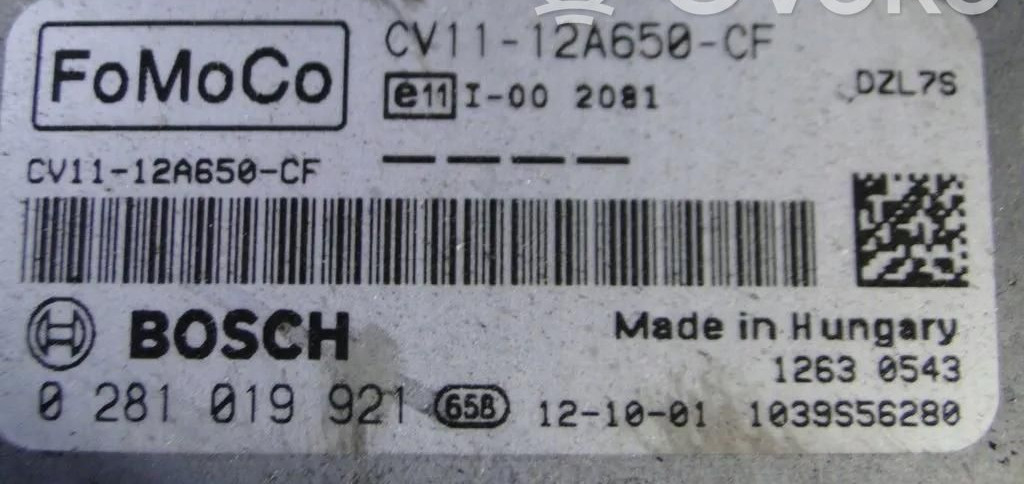 FoMoCo
CV11-12A650-CF
e11 I-00 2081
DZL7S
CV11-12A650-CF
BOSCH
Made in Hungary
1263 0543
0 281 019 921 658 12-10-01 1039S56280